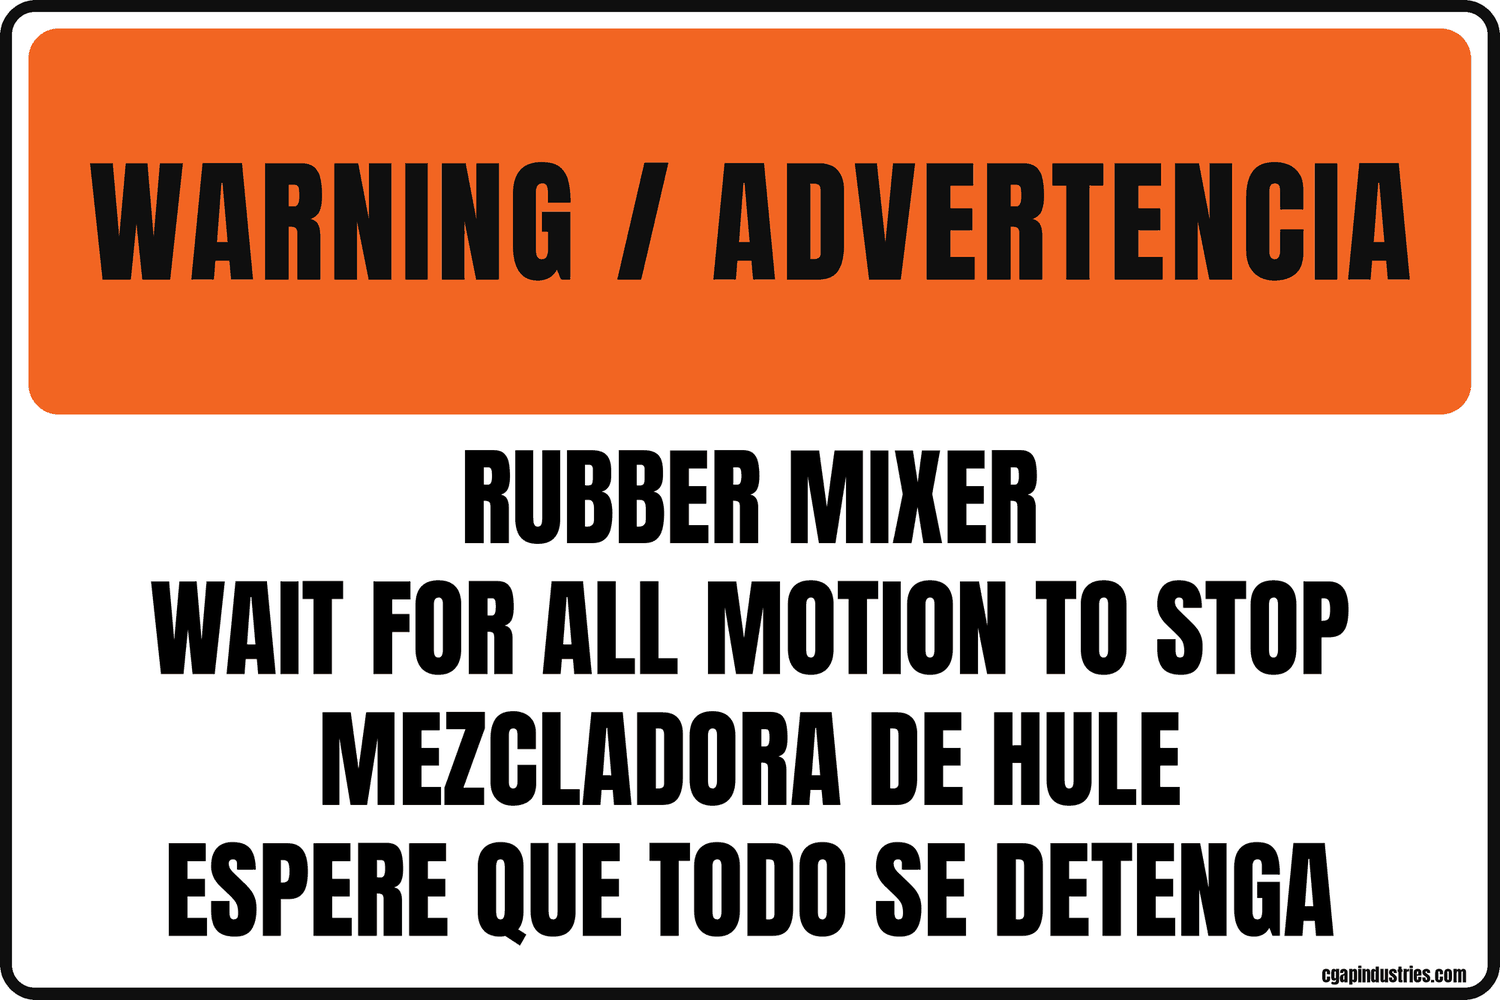 WARNING / ADVERTENCIA
RUBBER MIXER
WAIT FOR ALL MOTION TO STOP
MEZCLADORA DE HULE
ESPERE QUE TODO SE DETENGA
cgapindustries.com